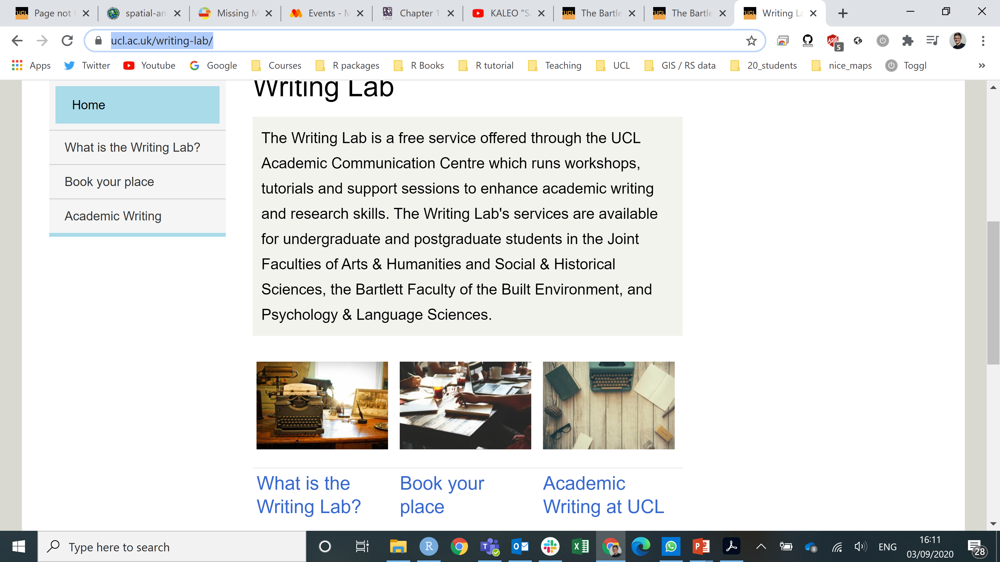 Page not f
spatial-an
Missing M
Events - M
Chapter 1
KALEO "Sa
The Bartle
The Bartle
Writing La
ucl.ac.uk/writing-lab/
5
Apps
Twitter
Youtube
Google
Courses
R packages
R Books
R tutorial
Teaching
UCL
GIS / RS data
20_students
nice_maps
Toggl
»
Home
What is the Writing Lab?
Book your place
Academic Writing
Writing Lab
The Writing Lab is a free service offered through the UCL
Academic Communication Centre which runs workshops,
tutorials and support sessions to enhance academic writing
and research skills. The Writing Lab's services are available
for undergraduate and postgraduate students in the Joint
Faculties of Arts & Humanities and Social & Historical
Sciences, the Bartlett Faculty of the Built Environment, and
Psychology & Language Sciences.
What is the
Writing Lab?
Book your
place
Academic
Writing at UCL
Type here to search
ENG
16:11
03/09/2020
28